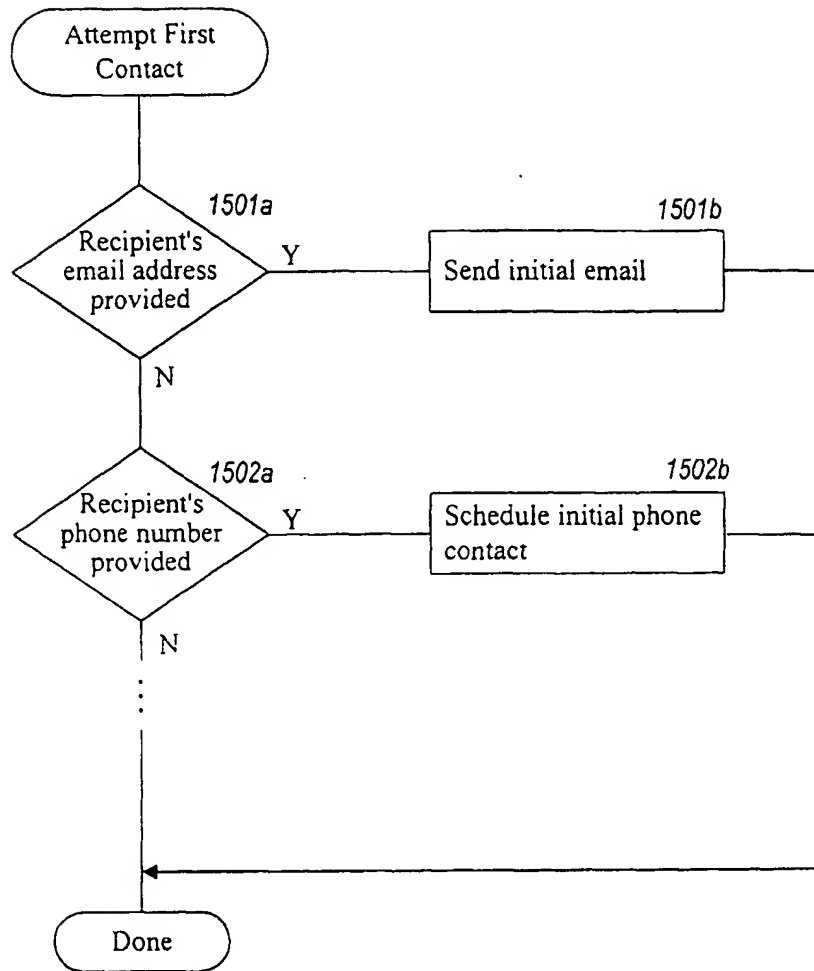 Attempt First
Contact
1501a
Recipient's
email address
provided
Y
N
1501b
Send initial email
1502a
Recipient's
phone number
provided
Y
N
1502b
Schedule initial phone
contact
Done